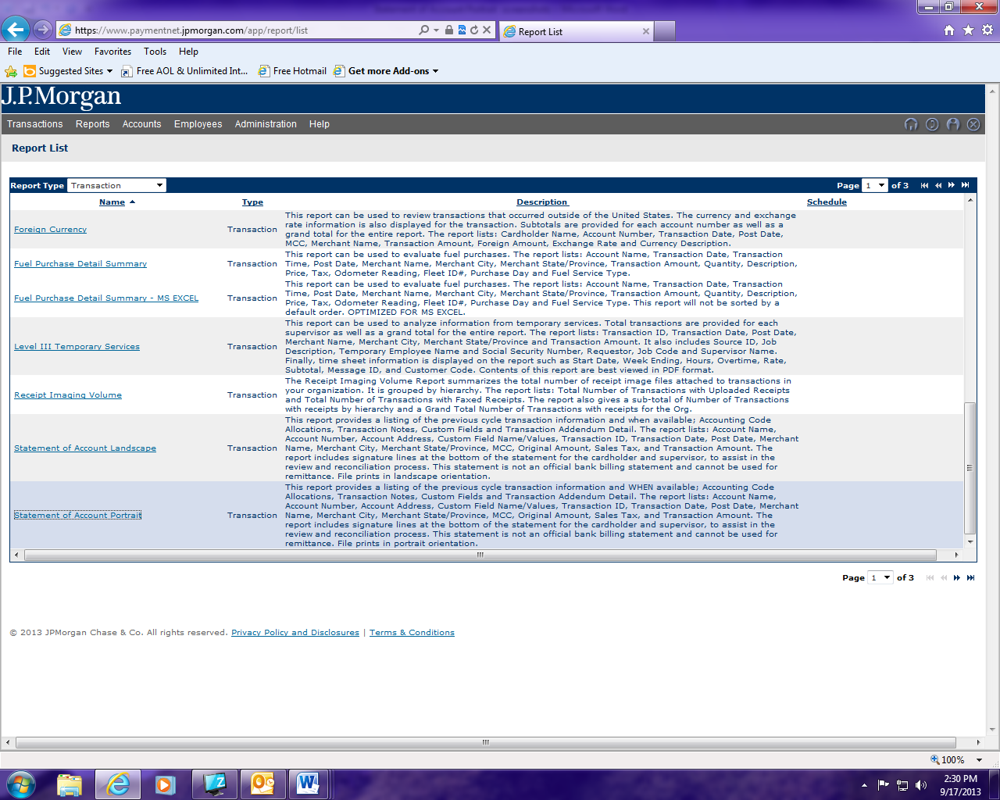 https://www.paymentnet.jpmorgan.com/app/report/list
Report List
File Edit View Favorites Tools Help
Suggested Sites Free AOL & Unlimited Int... Free Hotmail Get more Add-ons
J.P.Morgan
Transactions Reports Accounts Employees Administration Help
Report List
Report Type Transaction Page 1 of 3
Name Type Description Schedule
Foreign Currency Transaction
This report can be used to review transactions that occurred outside of the United States. The currency and exchange
rate information is also displayed for the transaction. Subtotals are provided for each account number as well as a
grand total for the entire report. The report lists: Cardholder Name, Account Number, Transaction Date, Post Date,
MCC, Merchant Name, Transaction Amount, Foreign Amount, Exchange Rate and Currency Description.
Fuel Purchase Detail Summary Transaction
This report can be used to evaluate fuel purchases. The report lists: Account Name, Transaction Date, Transaction
Time, Post Date, Merchant Name, Merchant City, Merchant State/Province, Transaction Amount, Quantity, Description,
Price, Tax, Odometer Reading, Fleet ID#, Purchase Day and Fuel Service Type.
Fuel Purchase Detail Summary - MS EXCEL Transaction
This report can be used to evaluate fuel purchases. The report lists: Account Name, Transaction Date, Transaction
Time, Post Date, Merchant Name, Merchant City, Merchant State/Province, Transaction Amount, Quantity, Description,
Price, Tax, Odometer Reading, Fleet ID#, Purchase Day and Fuel Service Type. This report will not be sorted by a
default order. OPTIMIZED FOR MS EXCEL.
Level III Temporary Services Transaction
This report can be used to analyze information from temporary services. Total transactions are provided for each
supervisor as well as a grand total for the entire report. The report lists: Transaction ID, Transaction Date, Post Date,
Merchant Name, Merchant City, Merchant State/Province and Transaction Amount. It also includes Source ID, Job
Description, Temporary Employee Name and Social Security Number, Requestor, Job Code and Supervisor Name.
Finally, time sheet information is displayed on the report such as Start Date, Week Ending, Hours, Overtime, Rate,
Subtotal, Message ID, and Customer Code. Contents of this report are best viewed in PDF format.
Receipt Imaging Volume Transaction
The Receipt Imaging Volume Report summarizes the total number of receipt image files attached to transactions in
your organization. It is grouped by hierarchy. The report lists: Total Number of Transactions with Uploaded Receipts
and Total Number of Transactions with Faxed Receipts. The report also gives a sub-total of Number of Transactions
with receipts by hierarchy and a Grand Total Number of Transactions with receipts for the Org.
Statement of Account Landscape Transaction
This report provides a listing of the previous cycle transaction information and when available; Accounting Code
Allocations, Transaction Notes, Custom Fields and Transaction Addendum Detail. The report lists: Account Name,
Account Number, Account Address, Custom Field Name/Values, Transaction ID, Transaction Date, Post Date, Merchant
Name, Merchant City, Merchant State/Province, MCC, Original Amount, Sales Tax, and Transaction Amount. The
report includes signature lines at the bottom of the statement for the cardholder and supervisor, to assist in the
review and reconciliation process. This statement is not an official bank billing statement and cannot be used for
remittance. File prints in landscape orientation.
Statement of Account Portrait Transaction
This report provides a listing of the previous cycle transaction information and WHEN available; Accounting Code
Allocations, Transaction Notes, Custom Fields and Transaction Addendum Detail. The report lists: Account Name,
Account Number, Account Address, Custom Field Name/Values, Transaction ID, Transaction Date, Post Date, Merchant
Name, Merchant City, Merchant State/Province, MCC, Original Amount, Sales Tax, and Transaction Amount. The
report includes signature lines at the bottom of the statement for the cardholder and supervisor, to assist in the
review and reconciliation process. This statement is not an official bank billing statement and cannot be used for
remittance. File prints in portrait orientation.
Page 1 of 3
© 2013 JPMorgan Chase & Co. All rights reserved. Privacy Policy and Disclosures | Terms & Conditions
100%
2:30 PM
9/17/2013